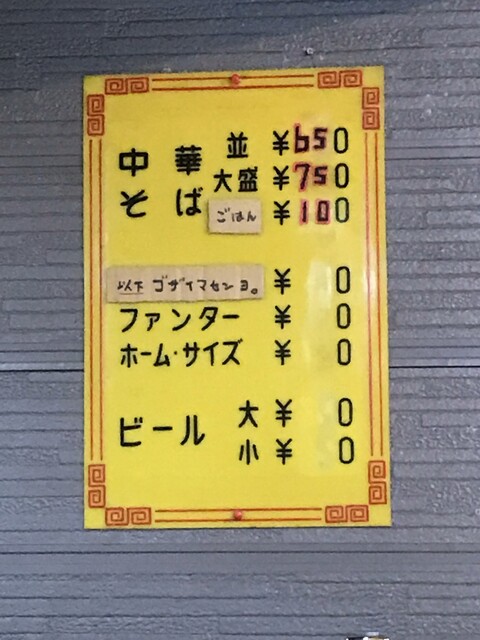 中華そば 並 ¥650
大盛 ¥750
ごはん ¥100
以下ゴザイマセンヨ。 ¥ 0
ファンター ¥ 0
ホーム・サイズ ¥ 0
ビール 大 ¥ 0
小 ¥ 0